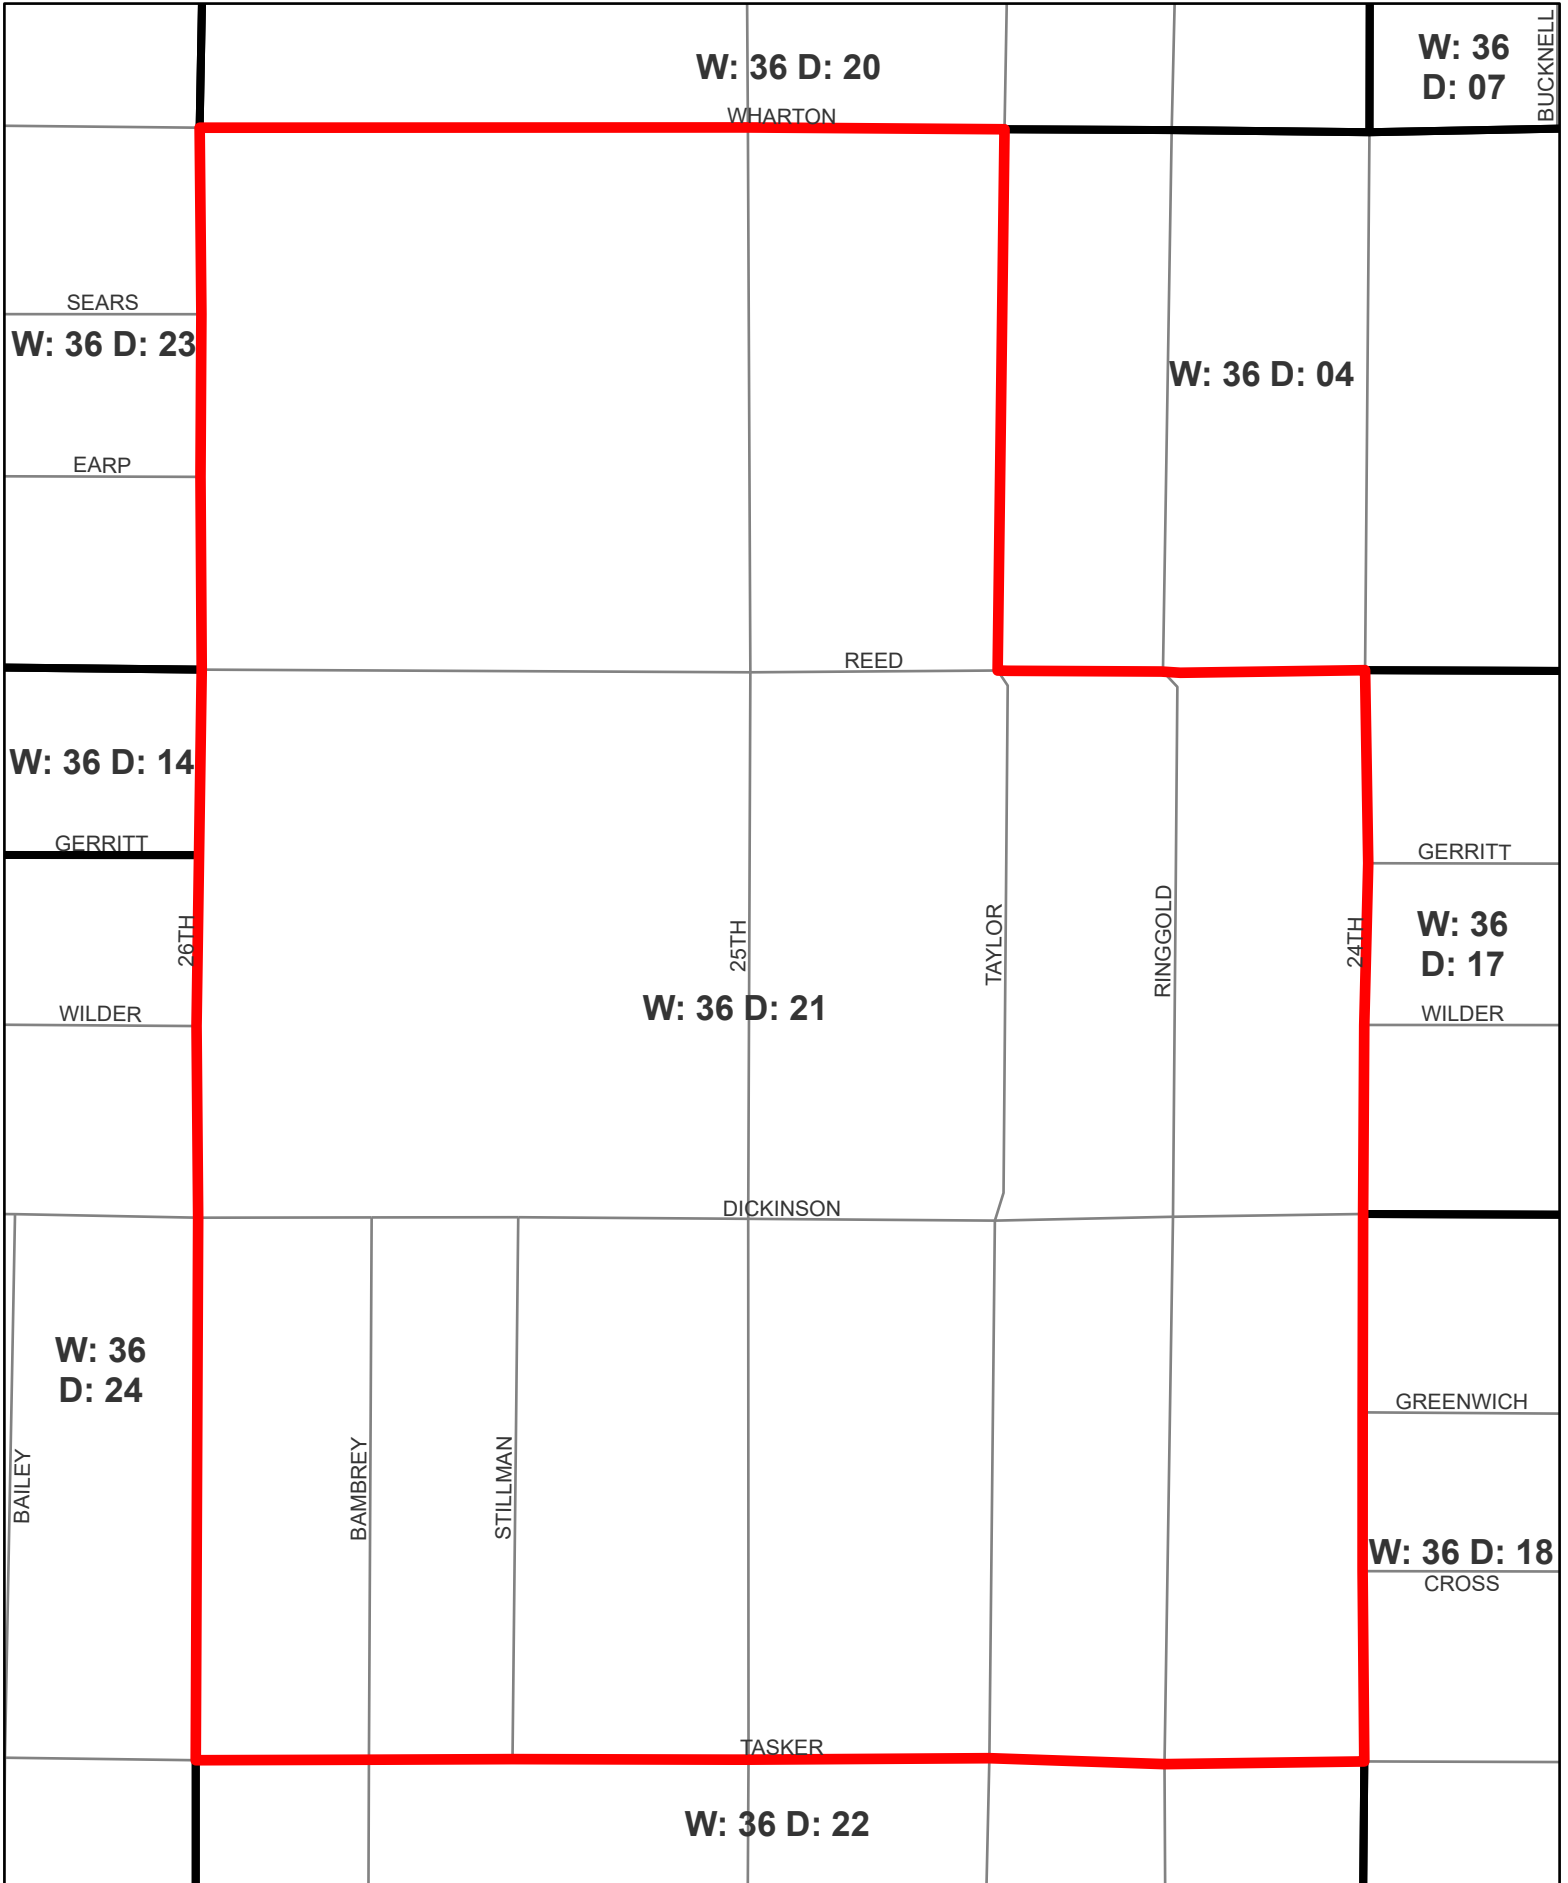 W: 36 D: 20
W: 36
D: 07
BUCKNELL
WHARTON
SEARS
W: 36 D: 23
W: 36 D: 04
EARP
REED
W: 36 D: 14
GERRITT
GERRITT
26TH
25TH
TAYLOR
RINGGOLD
24TH
W: 36
D: 17
W: 36 D: 21
WILDER
WILDER
DICKINSON
W: 36
D: 24
GREENWICH
BAILEY
BAMBREY
STILLMAN
W: 36 D: 18
CROSS
TASKER
W: 36 D: 22